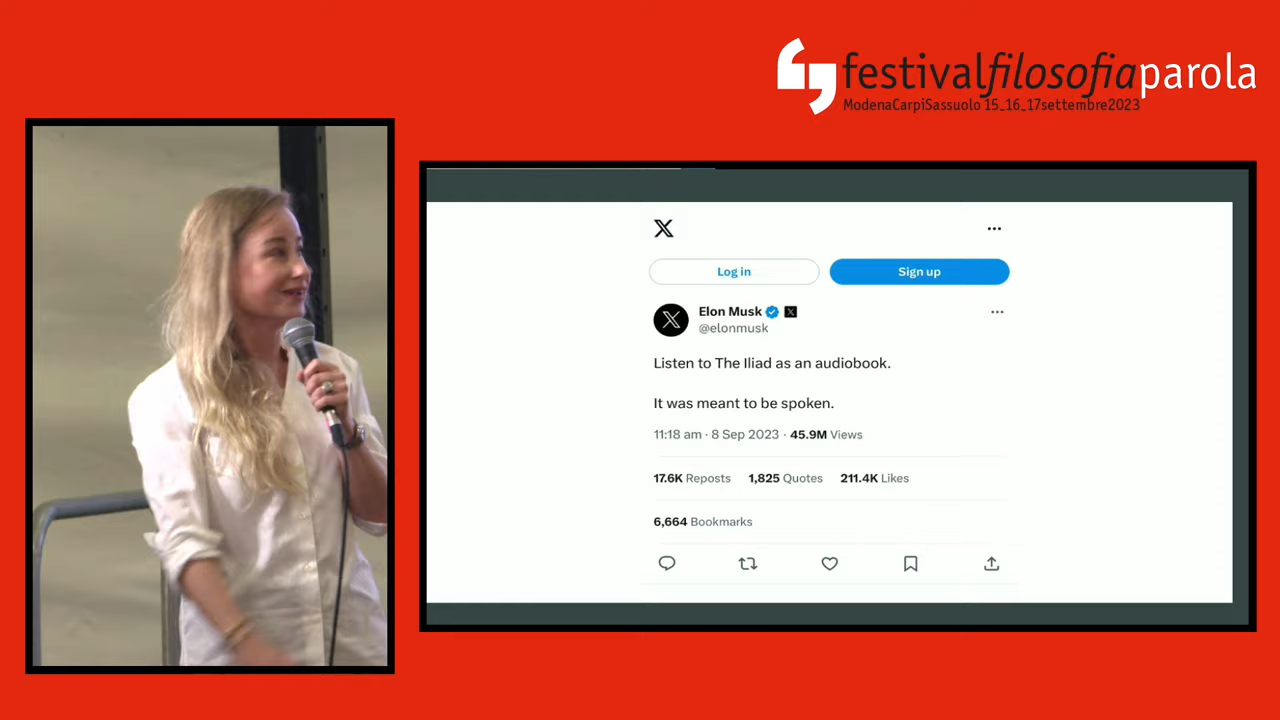 festivalfilosofiaparola
ModenaCarpiSassuolo 15_16_17settembre2023
Log in
Sign up
Elon Musk
@elonmusk
Listen to The Iliad as an audiobook.
It was meant to be spoken.
11:18 am · 8 Sep 2023 · 45.9M Views
17.6K Reposts 1,825 Quotes 211.4K Likes
6,664 Bookmarks